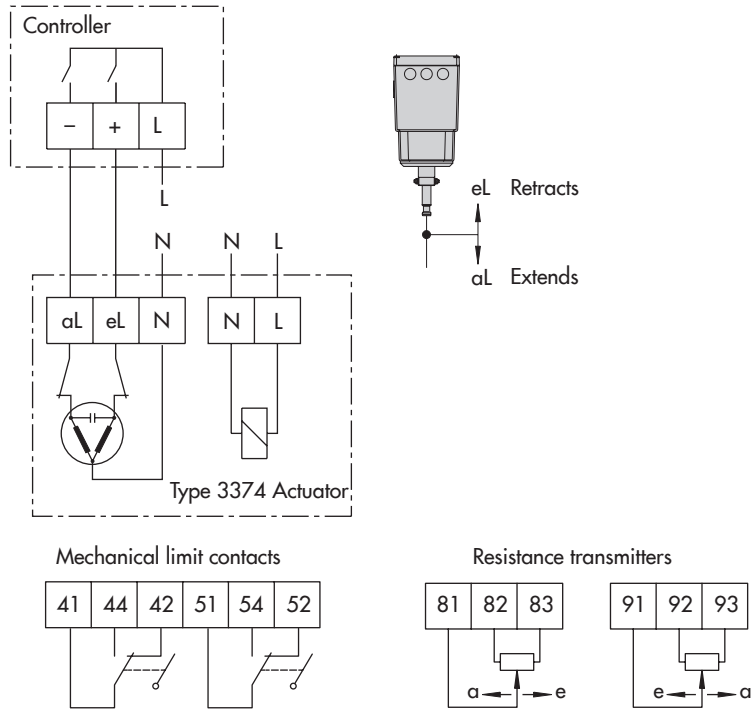 Controller
– + L
L
N N L
aL eL N N L
Type 3374 Actuator
eL Retracts
aL Extends
Mechanical limit contacts
41 44 42 51 54 52
Resistance transmitters
81 82 83 91 92 93
a e e a